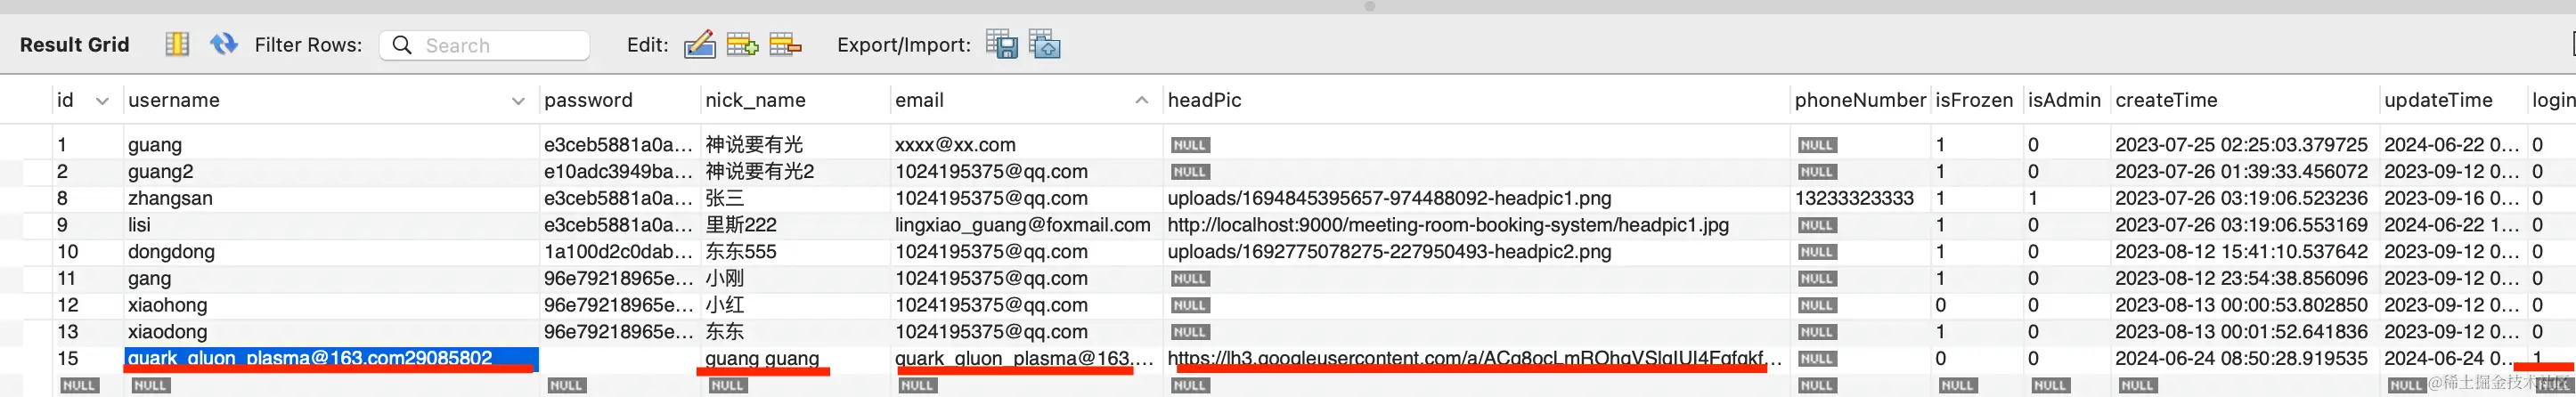 Result Grid Filter Rows: Search Edit: Export/Import:
id username password nick_name email headPic phoneNumber isFrozen isAdmin createTime updateTime login
1 guang e3ceb5881a0a... 神说要有光 xxxx@xx.com NULL NULL 1 0 2023-07-25 02:25:03.379725 2024-06-22 0... 0
2 guang2 e10adc3949ba... 神说要有光2 1024195375@qq.com NULL NULL 1 0 2023-07-26 01:39:33.456072 2023-09-12 0... 0
8 zhangsan e3ceb5881a0a... 张三 1024195375@qq.com uploads/1694845395657-974488092-headpic1.png 13233323333 1 1 2023-07-26 03:19:06.523236 2023-09-16 0... 0
9 lisi e3ceb5881a0a... 里斯222 lingxiao_guang@foxmail.com http://localhost:9000/meeting-room-booking-system/headpic1.jpg NULL 1 0 2023-07-26 03:19:06.553169 2024-06-22 1... 0
10 dongdong 1a100d2c0dab... 东东555 1024195375@qq.com uploads/1692775078275-227950493-headpic2.png NULL 1 0 2023-08-12 15:41:10.537642 2023-09-12 0... 0
11 gang 96e79218965e... 小刚 1024195375@qq.com NULL NULL 1 0 2023-08-12 23:54:38.856096 2023-09-12 0... 0
12 xiaohong 96e79218965e... 小红 1024195375@qq.com NULL NULL 0 0 2023-08-13 00:00:53.802850 2023-09-12 0... 0
13 xiaodong 96e79218965e... 东东 1024195375@qq.com NULL NULL 1 0 2023-08-13 00:01:52.641836 2023-09-12 0... 0
15 quark_gluon_plasma@163.com29085802 guang guang quark_gluon_plasma@163.... NULL 0 0 2024-06-24 08:50:28.919535 2024-06-24 0... 1
NULL NULL NULL NULL NULL NULL NULL NULL NULL NULL NULL NULL
@稀土掘金技术社区